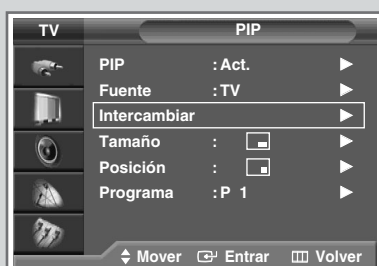 TV PIP
PIP : Act.
Fuente : TV
Intercambiar
Tamaño :
Posición :
Programa : P 1
Mover Entrar Volver